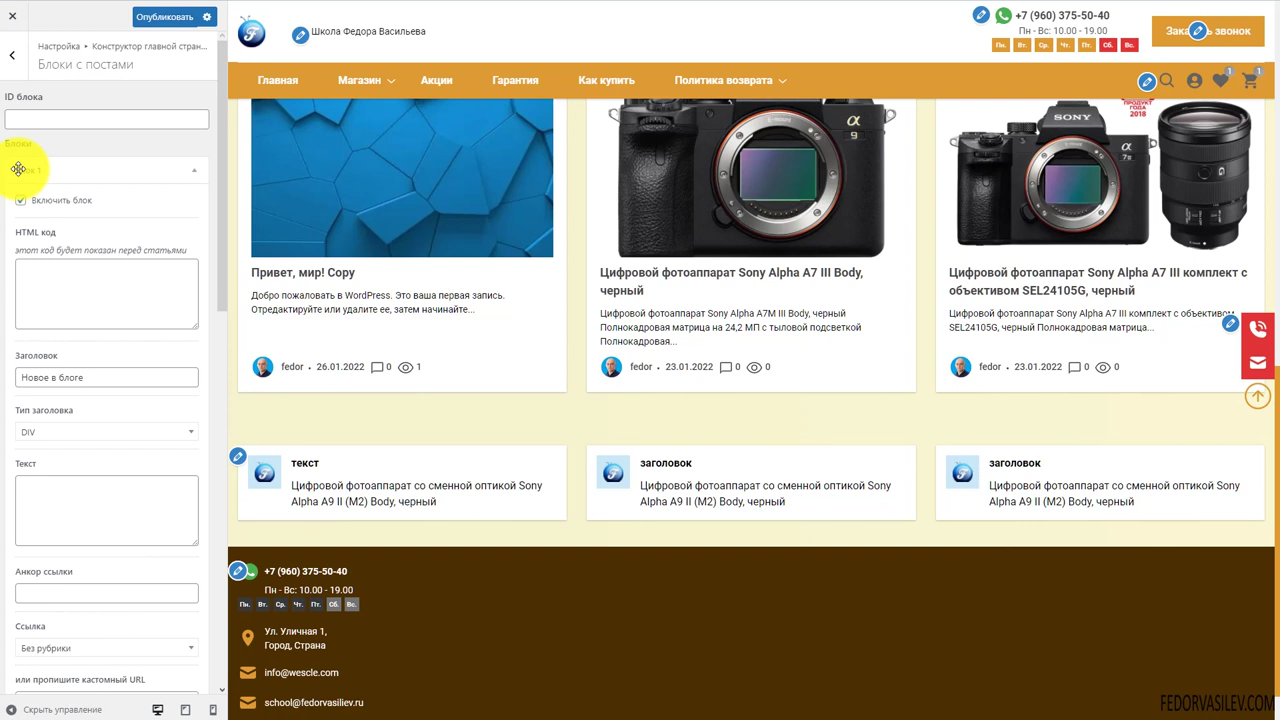 Опубликовать
Настройка ▸ Конструктор главной стран...
Блоки с постами
ID блока
Блоки
Включить блок
HTML код
этот код будет показан перед статьями
Заголовок
Новое в блоге
Тип заголовка
DIV
Текст
Анкор ссылки
Ссылка
Без рубрики
или пропишите кастомный URL
Скрыть управление
Школа Федора Васильева
+7 (960) 375-50-40
Пн - Вс: 10.00 - 19.00
Пн. Вт. Ср. Чт. Пт. Сб. Вс.
Зака звонок
Главная Магазин Акции Гарантия Как купить Политика возврата
1 1
α
9
ПРОДУКТ
ГОДА
2018
SONY
α
7 III
G
Привет, мир! Copy
Добро пожаловать в WordPress. Это ваша первая запись.
Отредактируйте или удалите ее, затем начинайте...
fedor • 26.01.2022 0 1
Цифровой фотоаппарат Sony Alpha A7 III Body,
черный
Цифровой фотоаппарат Sony Alpha A7M III Body, черный
Полнокадровая матрица на 24,2 МП с тыловой подсветкой
Полнокадровая...
fedor • 23.01.2022 0 0
Цифровой фотоаппарат Sony Alpha A7 III комплект с
объективом SEL24105G, черный
Цифровой фотоаппарат Sony Alpha A7 III комплект с объективом
SEL24105G, черный Полнокадровая матрица...
fedor • 23.01.2022 0 0
текст
Цифровой фотоаппарат со сменной оптикой Sony
Alpha A9 II (M2) Body, черный
заголовок
Цифровой фотоаппарат со сменной оптикой Sony
Alpha A9 II (M2) Body, черный
заголовок
Цифровой фотоаппарат со сменной оптикой Sony
Alpha A9 II (M2) Body, черный
+7 (960) 375-50-40
Пн - Вс: 10.00 - 19.00
Пн. Вт. Ср. Чт. Пт. Сб. Вс.
Ул. Уличная 1,
Город, Страна
info@wescle.com
school@fedorvasiliev.ru
FEDORVASILEV.COM